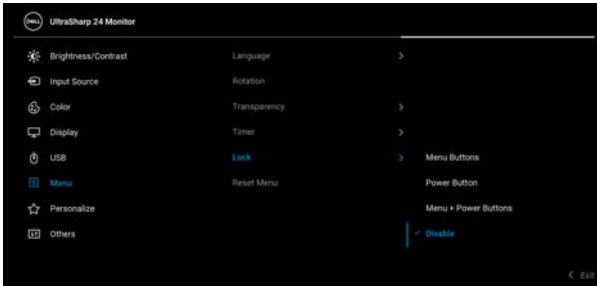 DELL
UltraSharp 24 Monitor
Brightness/Contrast
Input Source
Color
Display
USB
Menu
Personalize
Others
Language
Rotation
Transparency
Timer
Lock
Reset Menu
Menu Buttons
Power Button
Menu + Power Buttons
Disable
Exit